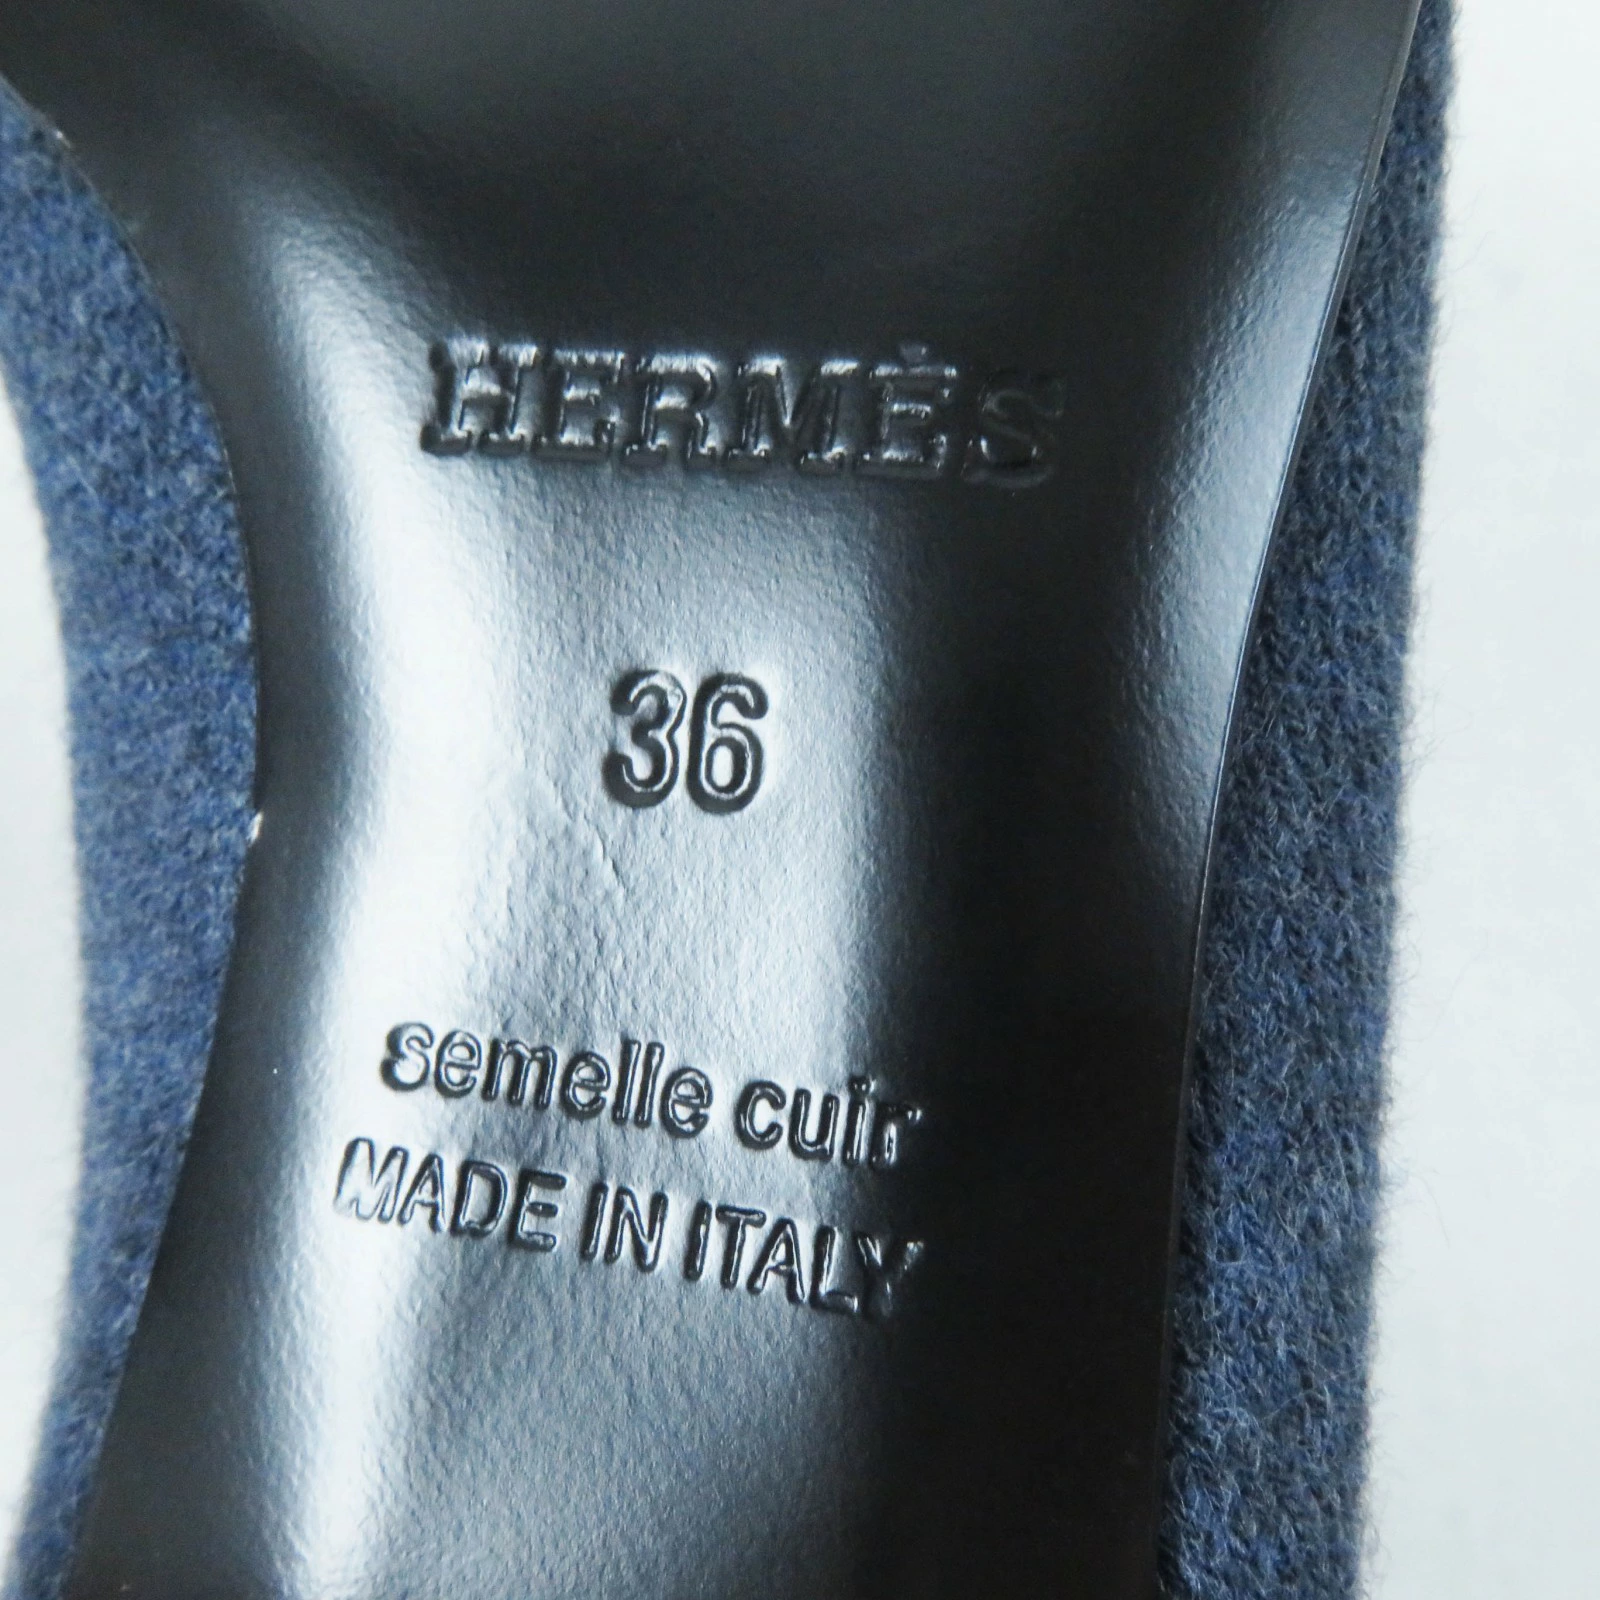 HERMÈS
36
semelle cuir
MADE IN ITALY